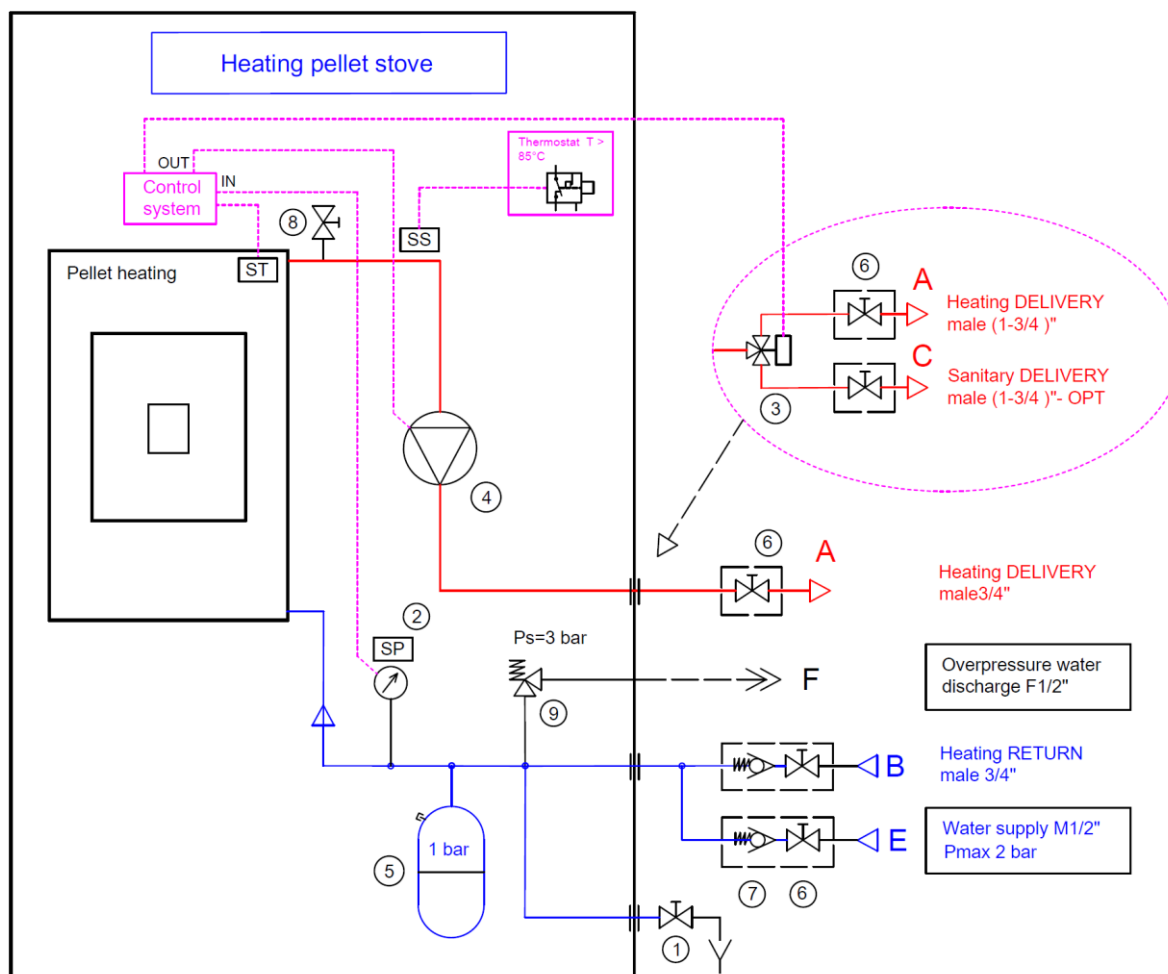 Heating pellet stove
Thermostat T >
85°C
OUT
IN
Control
system
8
SS
ST
Pellet heating
6
A
Heating DELIVERY
male (1-3/4 )"
C
Sanitary DELIVERY
male (1-3/4 )"- OPT
3
4
6
A
Heating DELIVERY
male3/4"
2
SP
Ps=3 bar
9
F
Overpressure water
discharge F1/2"
B
Heating RETURN
male 3/4"
1 bar
5
E
Water supply M1/2"
Pmax 2 bar
7
6
1